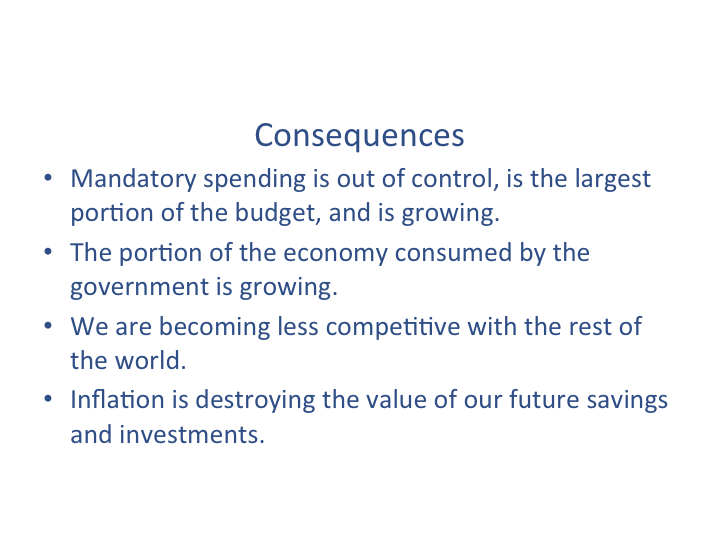 Consequences
• Mandatory spending is out of control, is the largest
portion of the budget, and is growing.
• The portion of the economy consumed by the
government is growing.
• We are becoming less competitive with the rest of
the world.
• Inflation is destroying the value of our future savings
and investments.